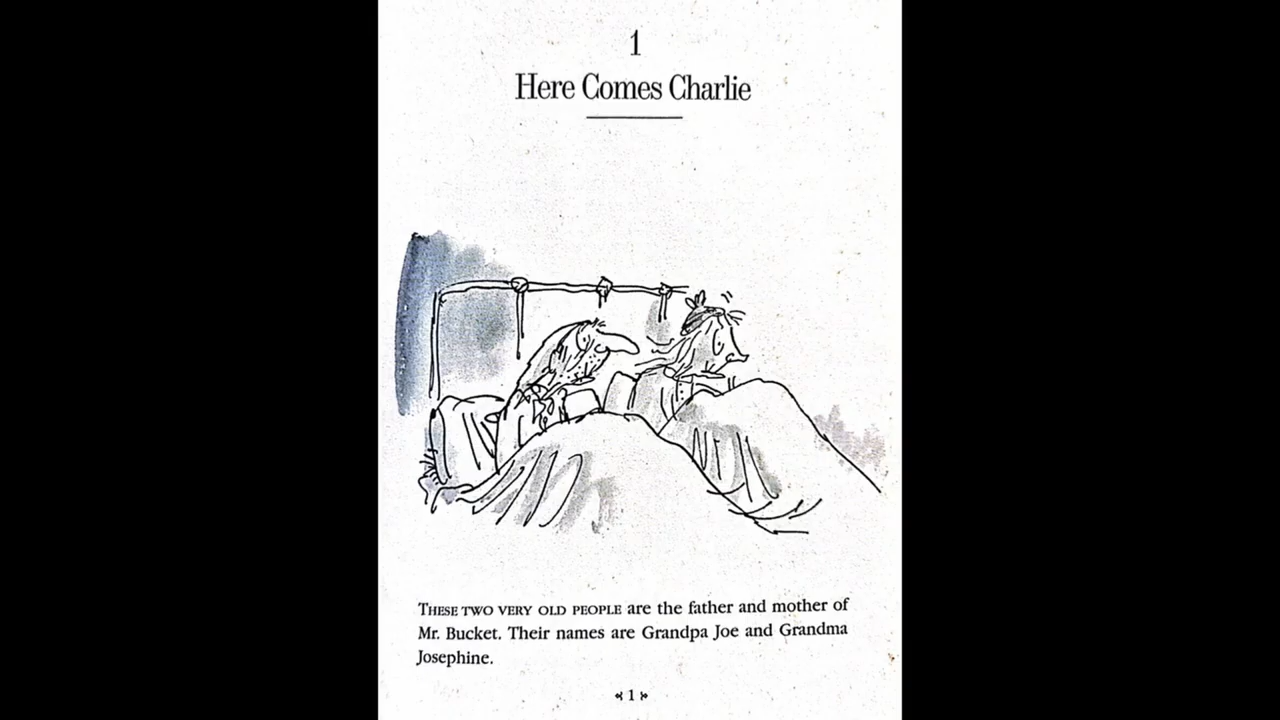 1
Here Comes Charlie
THESE TWO VERY OLD PEOPLE are the father and mother of
Mr. Bucket. Their names are Grandpa Joe and Grandma
Josephine.
1